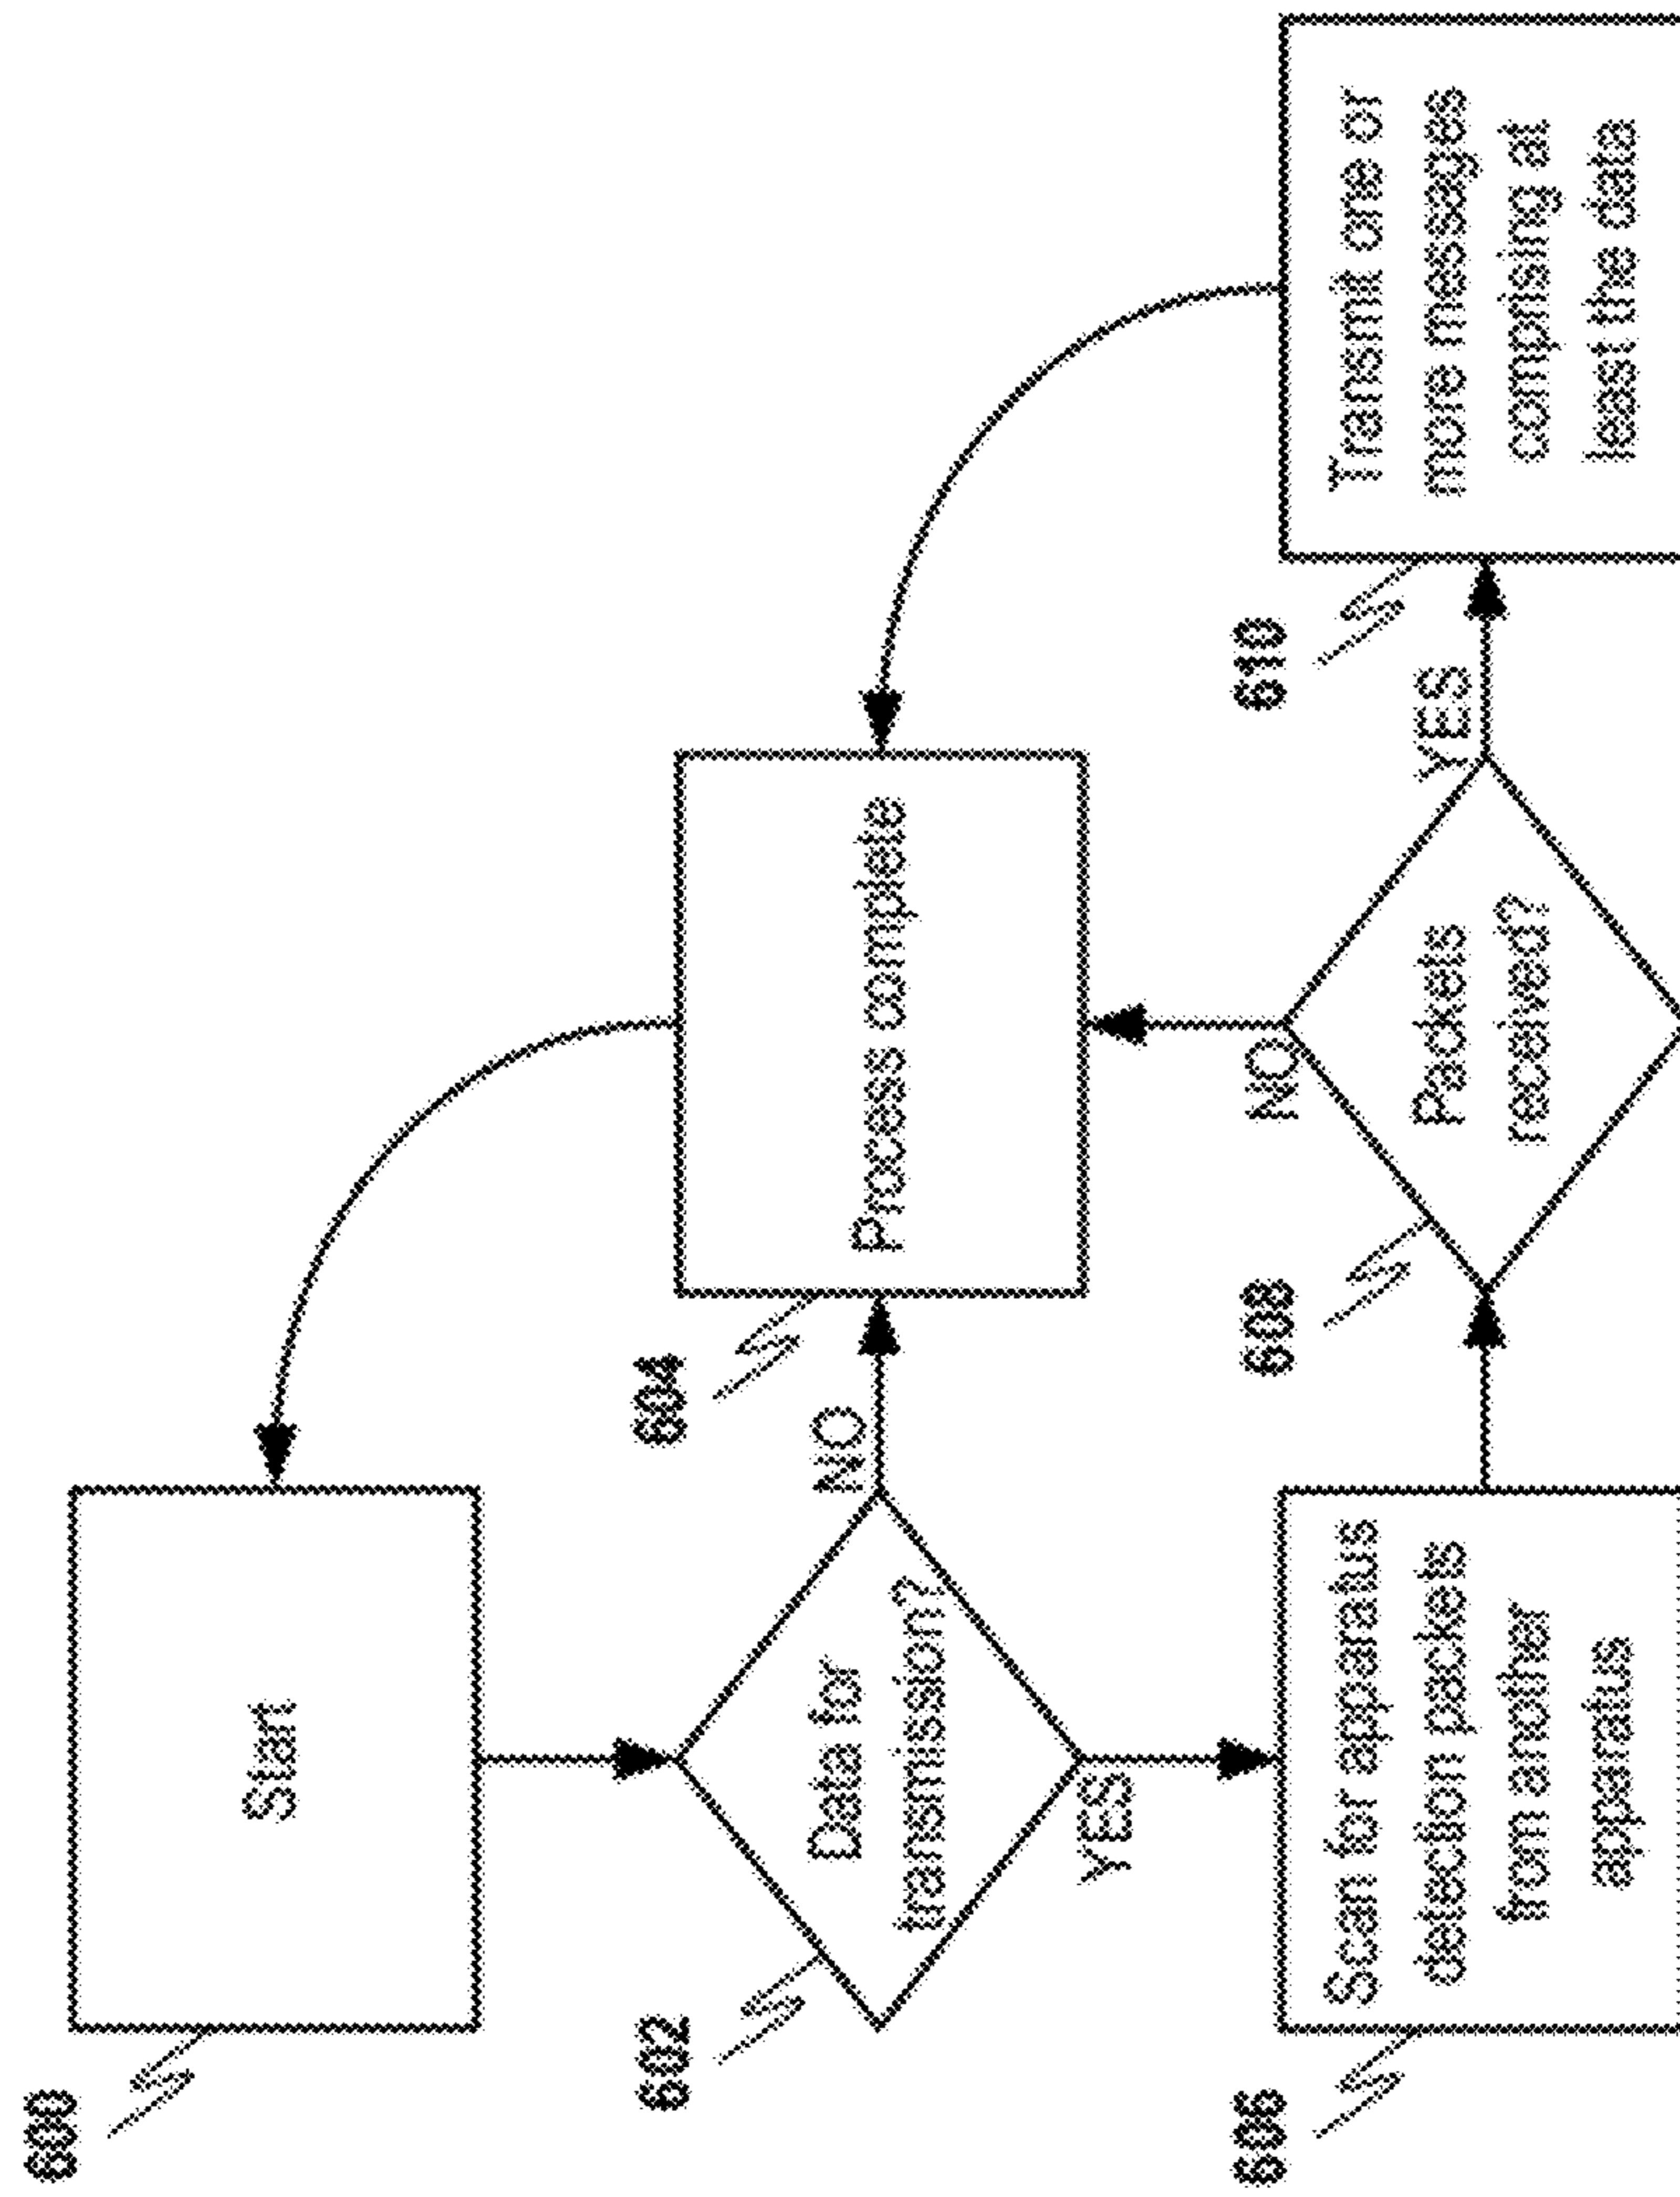 600
Start
602
Data for
transmission?
NO
YES
604
Process complete
606
Scan for apparatus
detection packets
from another
apparatus
608
Packets
received?
NO
YES
610
Transmit one or
more messages
comprising at
least the data